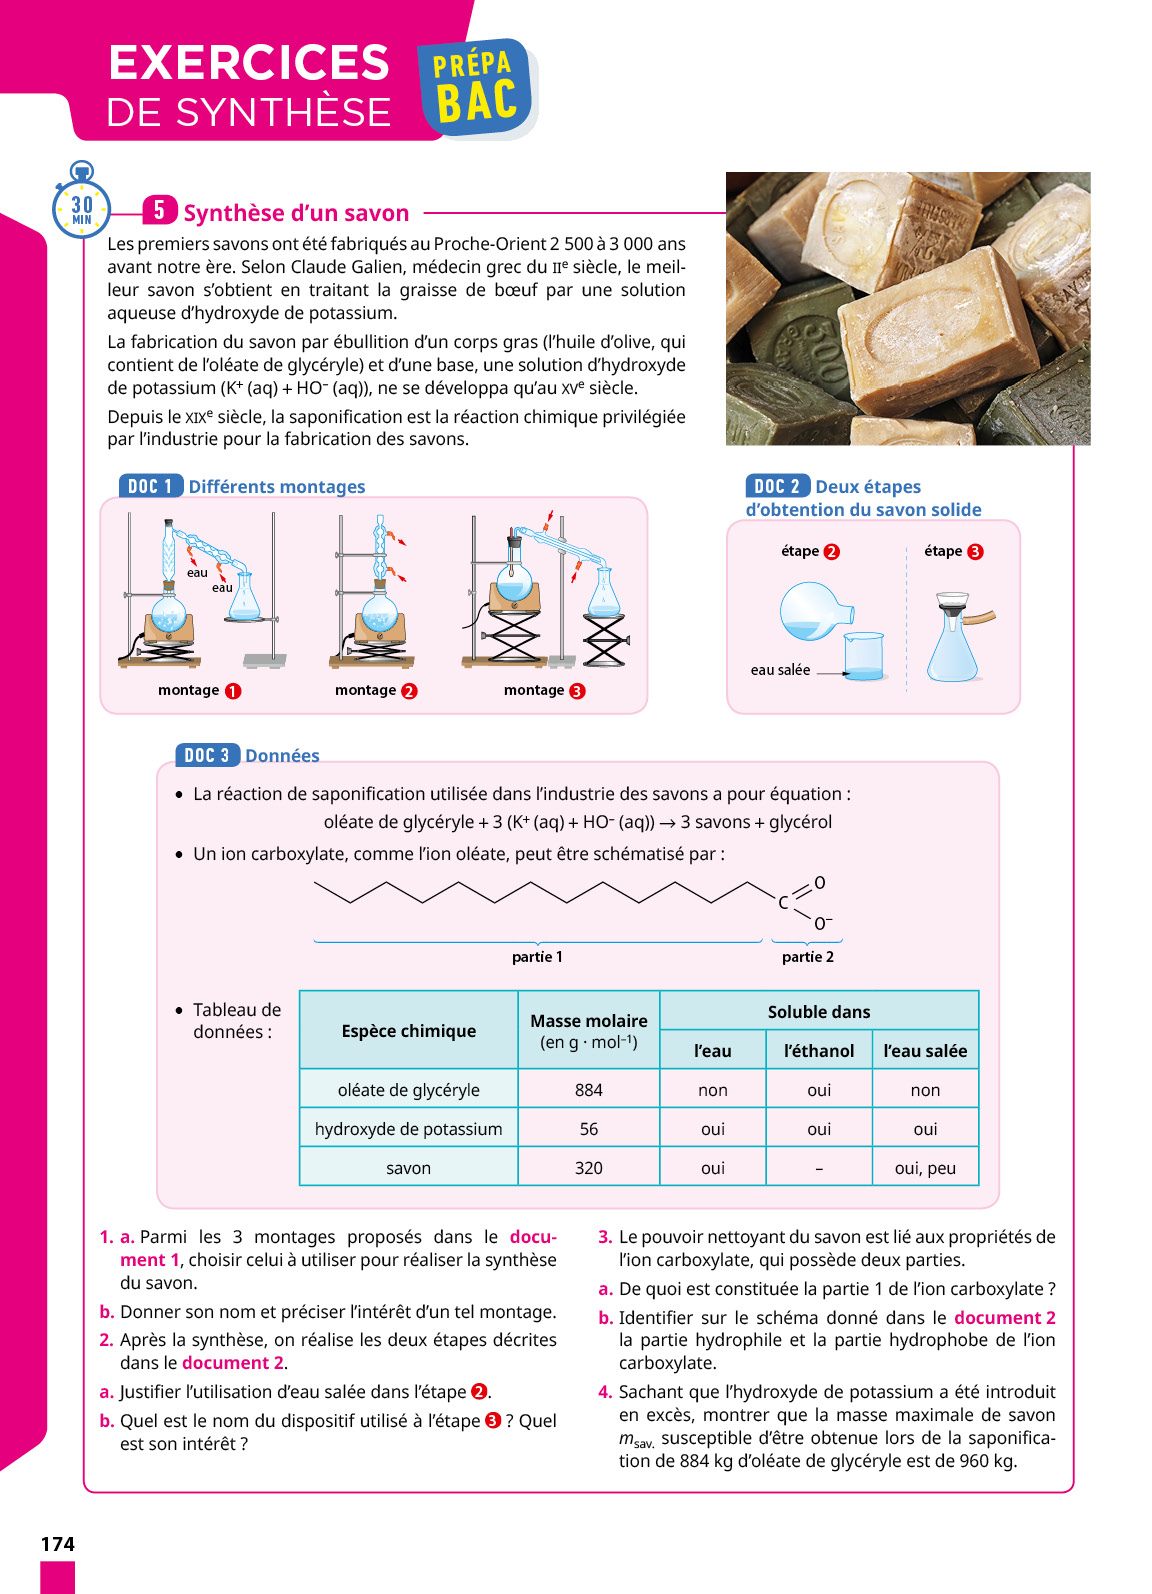 EXERCICES
DE SYNTHÈSE
PRÉPA
BAC
30
MIN
5 Synthèse d’un savon
Les premiers savons ont été fabriqués au Proche-Orient 2 500 à 3 000 ans
avant notre ère. Selon Claude Galien, médecin grec du IIe siècle, le meil-
leur savon s’obtient en traitant la graisse de bœuf par une solution
aqueuse d’hydroxyde de potassium.
La fabrication du savon par ébullition d’un corps gras (l’huile d’olive, qui
contient de l’oléate de glycéryle) et d’une base, une solution d’hydroxyde
de potassium (K⁺ (aq) + HO⁻ (aq)), ne se développa qu’au XVe siècle.
Depuis le XIXe siècle, la saponification est la réaction chimique privilégiée
par l’industrie pour la fabrication des savons.
DOC 1 Différents montages
eau
eau
montage 1
montage 2
montage 3
DOC 2 Deux étapes
d’obtention du savon solide
étape 2
étape 3
eau salée
DOC 3 Données
• La réaction de saponification utilisée dans l’industrie des savons a pour équation :
oléate de glycéryle + 3 (K⁺ (aq) + HO⁻ (aq)) → 3 savons + glycérol
• Un ion carboxylate, comme l’ion oléate, peut être schématisé par :
O
C
O⁻
partie 1
partie 2
• Tableau de
données :
Espèce chimique
Masse molaire
(en g · mol⁻¹)
Soluble dans
l’eau
l’éthanol
l’eau salée
oléate de glycéryle 884 non oui non
hydroxyde de potassium 56 oui oui oui
savon 320 oui – oui, peu
1. a. Parmi les 3 montages proposés dans le docu-
ment 1, choisir celui à utiliser pour réaliser la synthèse
du savon.
b. Donner son nom et préciser l’intérêt d’un tel montage.
2. Après la synthèse, on réalise les deux étapes décrites
dans le document 2.
a. Justifier l’utilisation d’eau salée dans l’étape 2.
b. Quel est le nom du dispositif utilisé à l’étape 3 ? Quel
est son intérêt ?
3. Le pouvoir nettoyant du savon est lié aux propriétés de
l’ion carboxylate, qui possède deux parties.
a. De quoi est constituée la partie 1 de l’ion carboxylate ?
b. Identifier sur le schéma donné dans le document 2
la partie hydrophile et la partie hydrophobe de l’ion
carboxylate.
4. Sachant que l’hydroxyde de potassium a été introduit
en excès, montrer que la masse maximale de savon
msav. susceptible d’être obtenue lors de la saponifica-
tion de 884 kg d’oléate de glycéryle est de 960 kg.
174